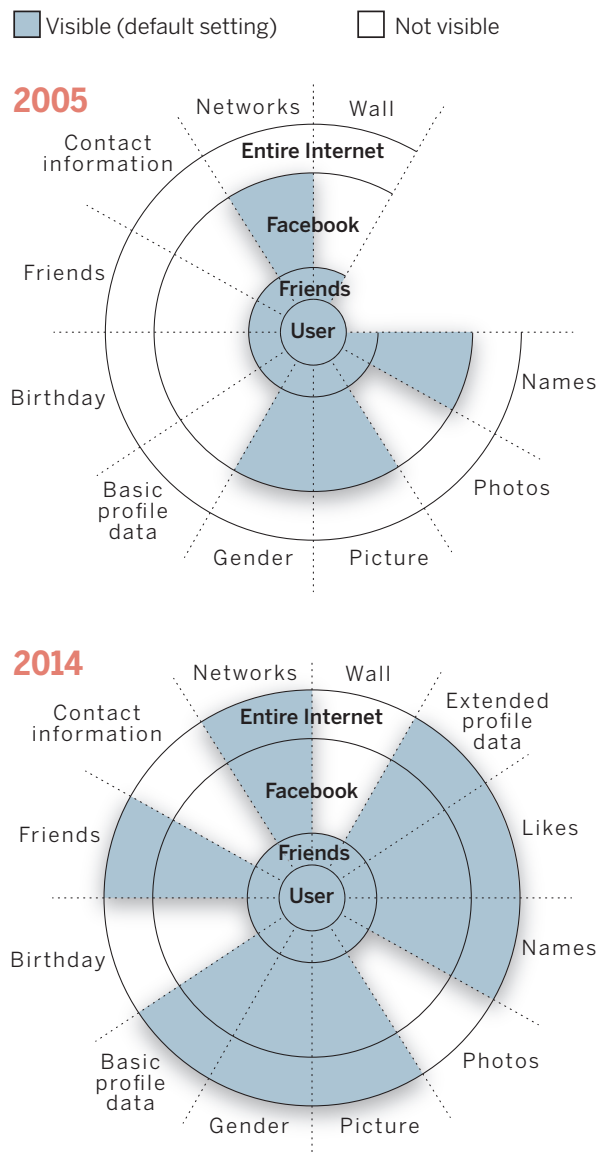 Visible (default setting) Not visible
2005
Networks Wall
Contact
information
Entire Internet
Facebook
Friends
Friends
User
Birthday
Names
Basic
profile
data
Photos
Gender Picture
2014
Networks Wall
Extended
profile
data
Contact
information
Entire Internet
Facebook
Friends
Likes
Friends
User
Names
Birthday
Basic
profile
data
Photos
Gender Picture